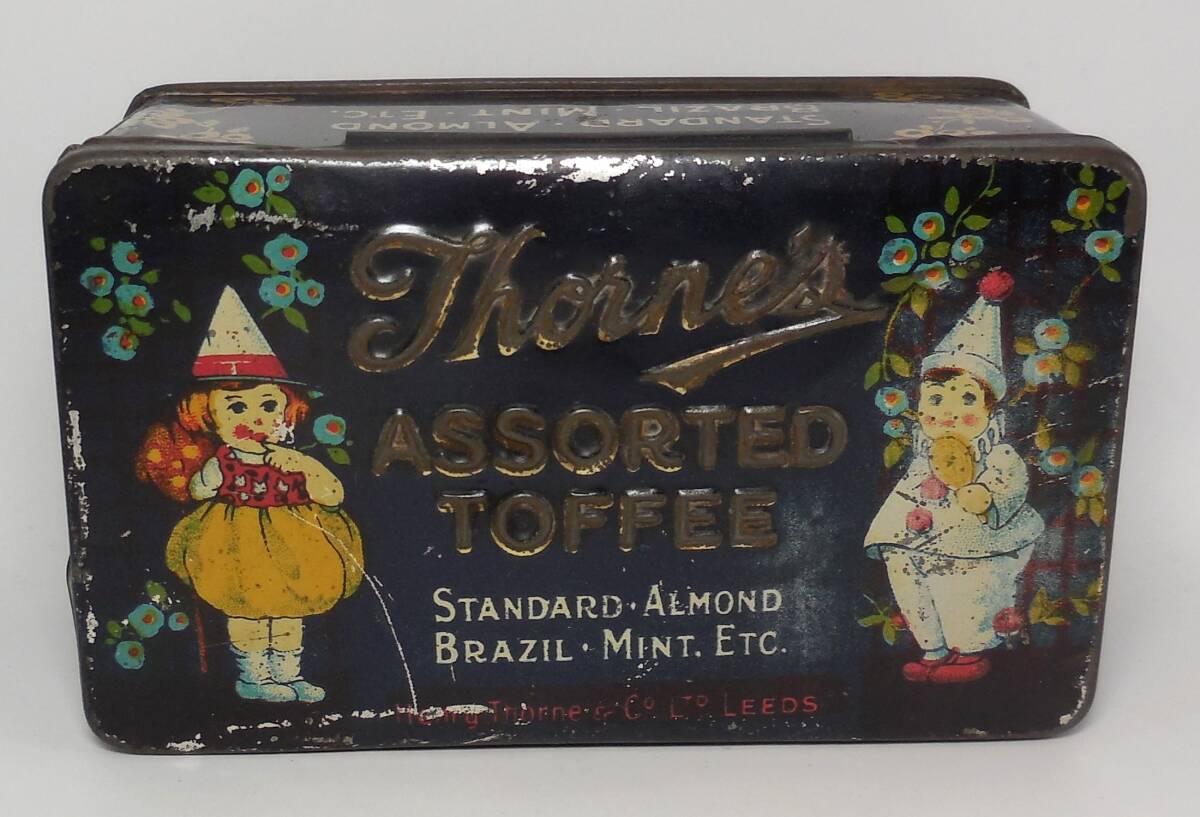 STANDARD · ALMOND
BRAZIL · MINT. ETC.
Thorne's
ASSORTED
TOFFEE
STANDARD · ALMOND
BRAZIL · MINT. ETC.
Henry Thorne & Co LTD LEEDS